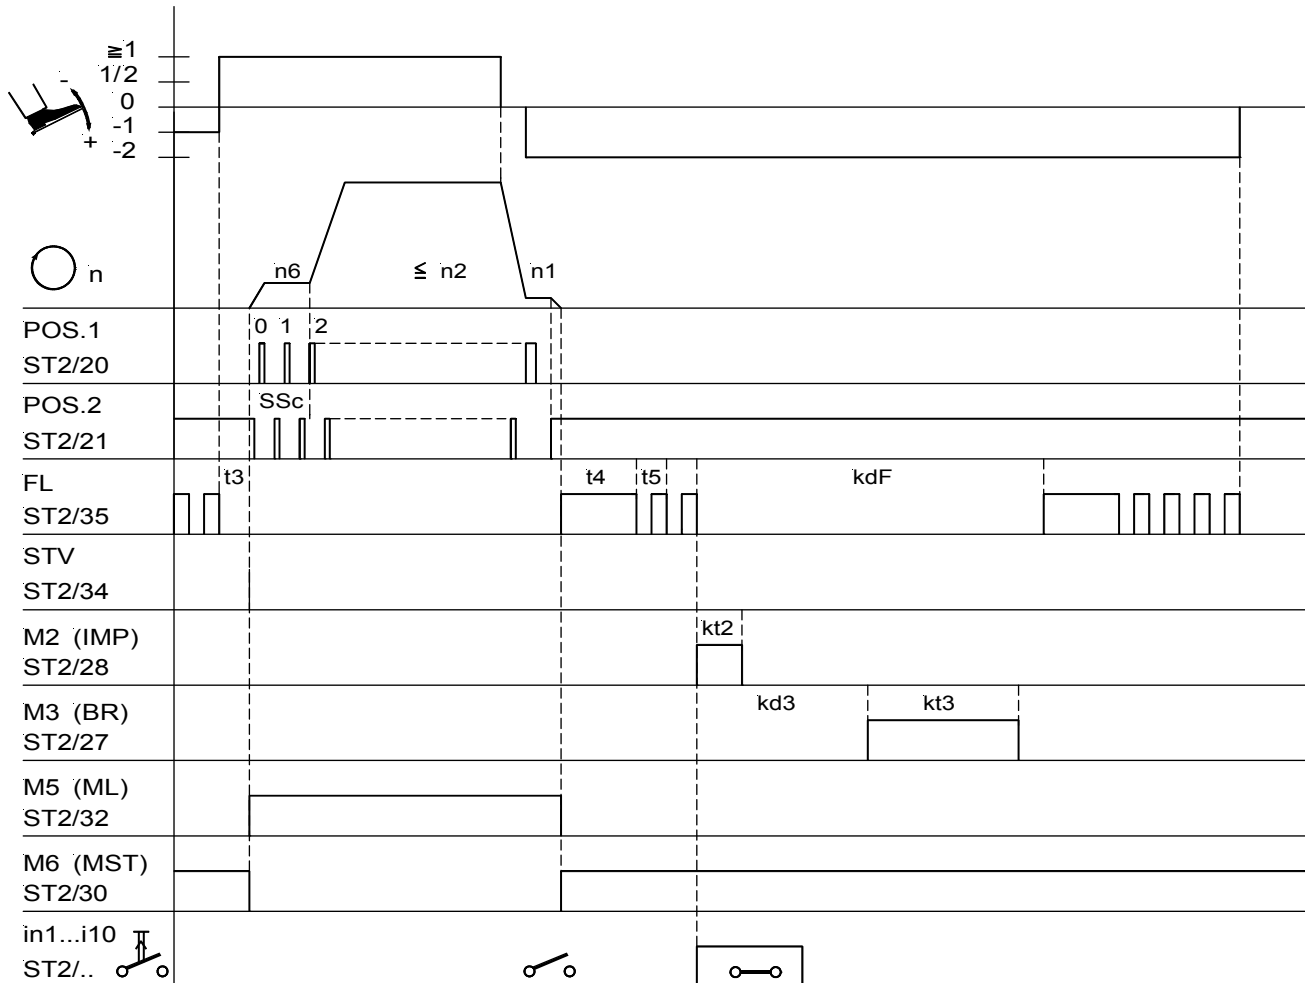 ≧1
1/2
0
-1
-2
-
+
n
n6
≦ n2
n1
POS.1
ST2/20
0 1 2
POS.2
ST2/21
SSc
FL
ST2/35
t3
t4
t5
kdF
STV
ST2/34
M2 (IMP)
ST2/28
kt2
M3 (BR)
ST2/27
kd3
kt3
M5 (ML)
ST2/32
M6 (MST)
ST2/30
in1...i10
ST2/..